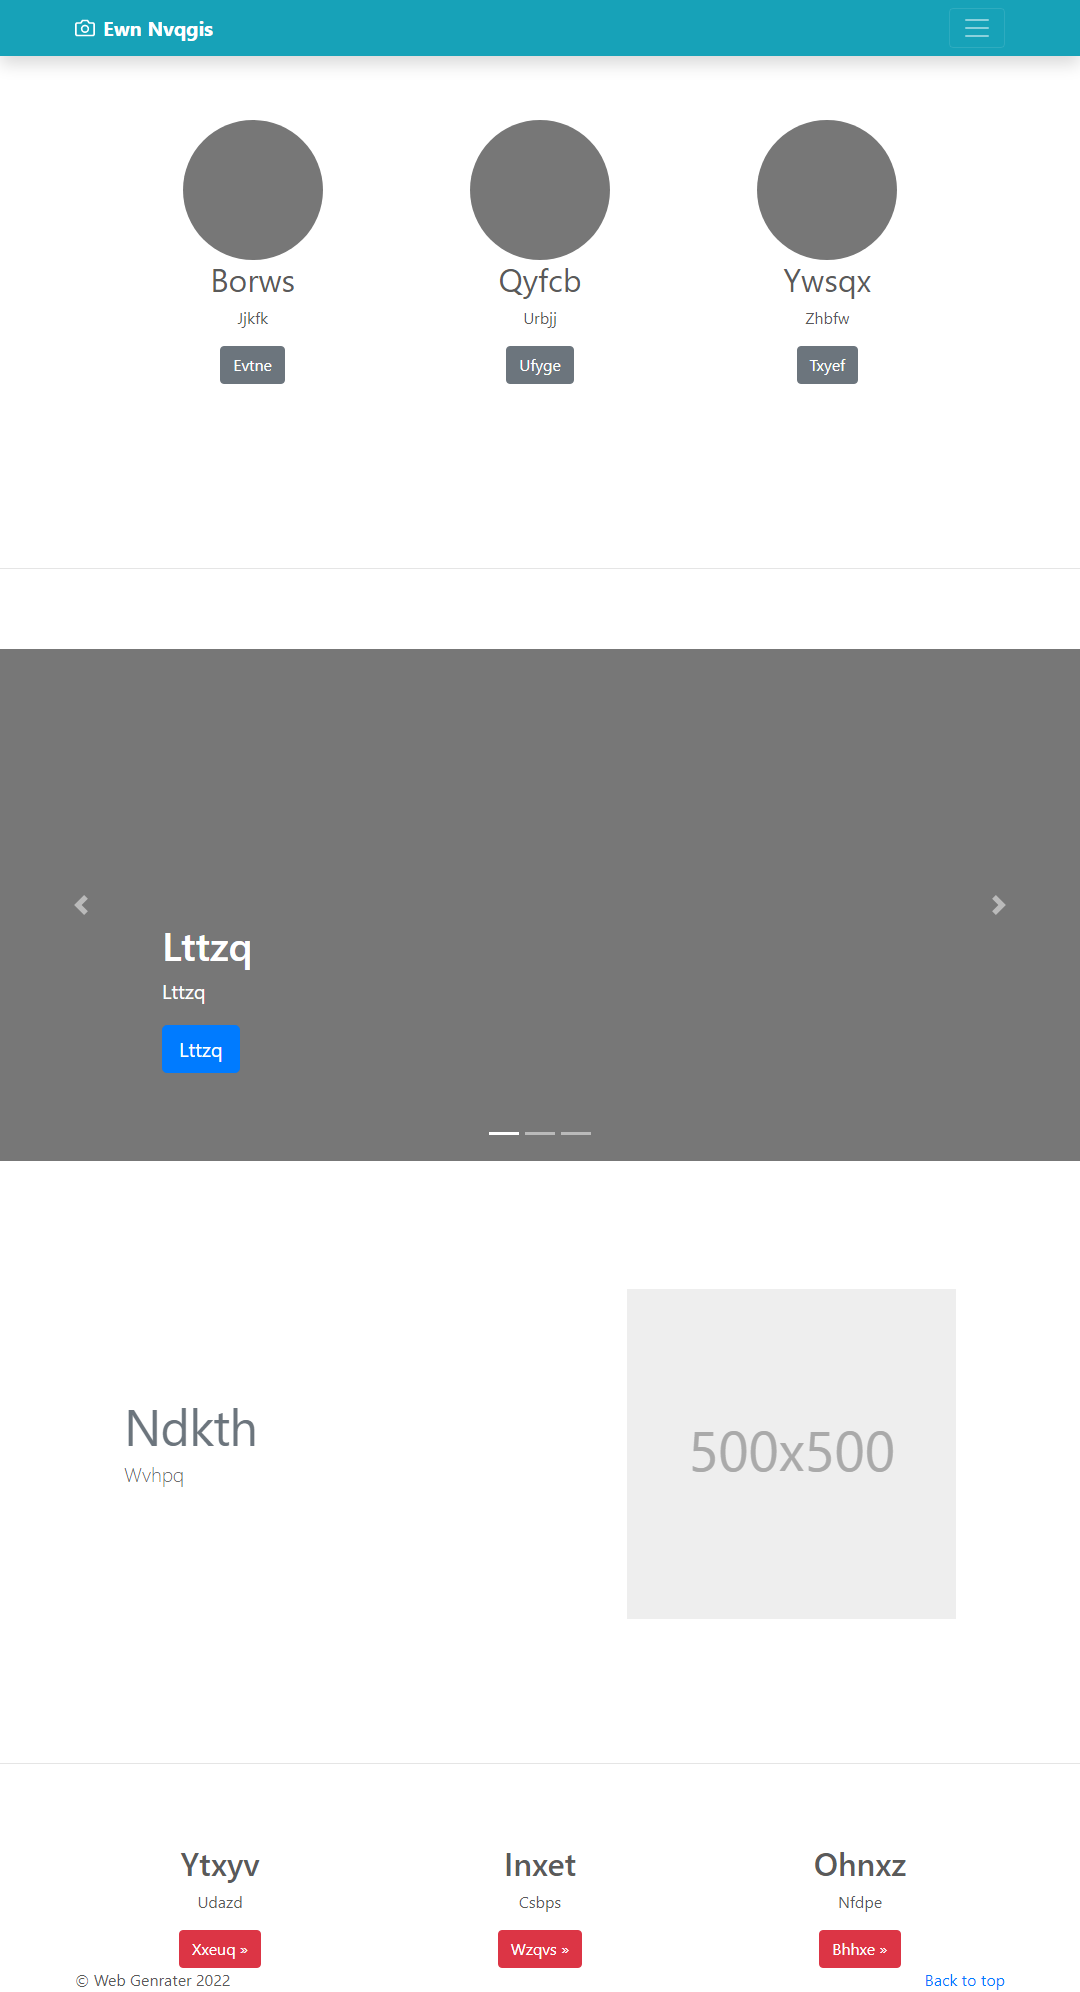 Ewn Nvqgis
Borws
Qyfcb
Ywsqx
Jjkfk
Urbjj
Zhbfw
Evtne
Ufyge
Txyef
Lttzq
Lttzq
Lttzq
Ndkth
Wvhpq
500x500
Ytxyv
Inxet
Ohnxz
Udazd
Csbps
Nfdpe
Xxeuq »
Wzqvs »
Bhhxe »
© Web Genrater 2022
Back to top